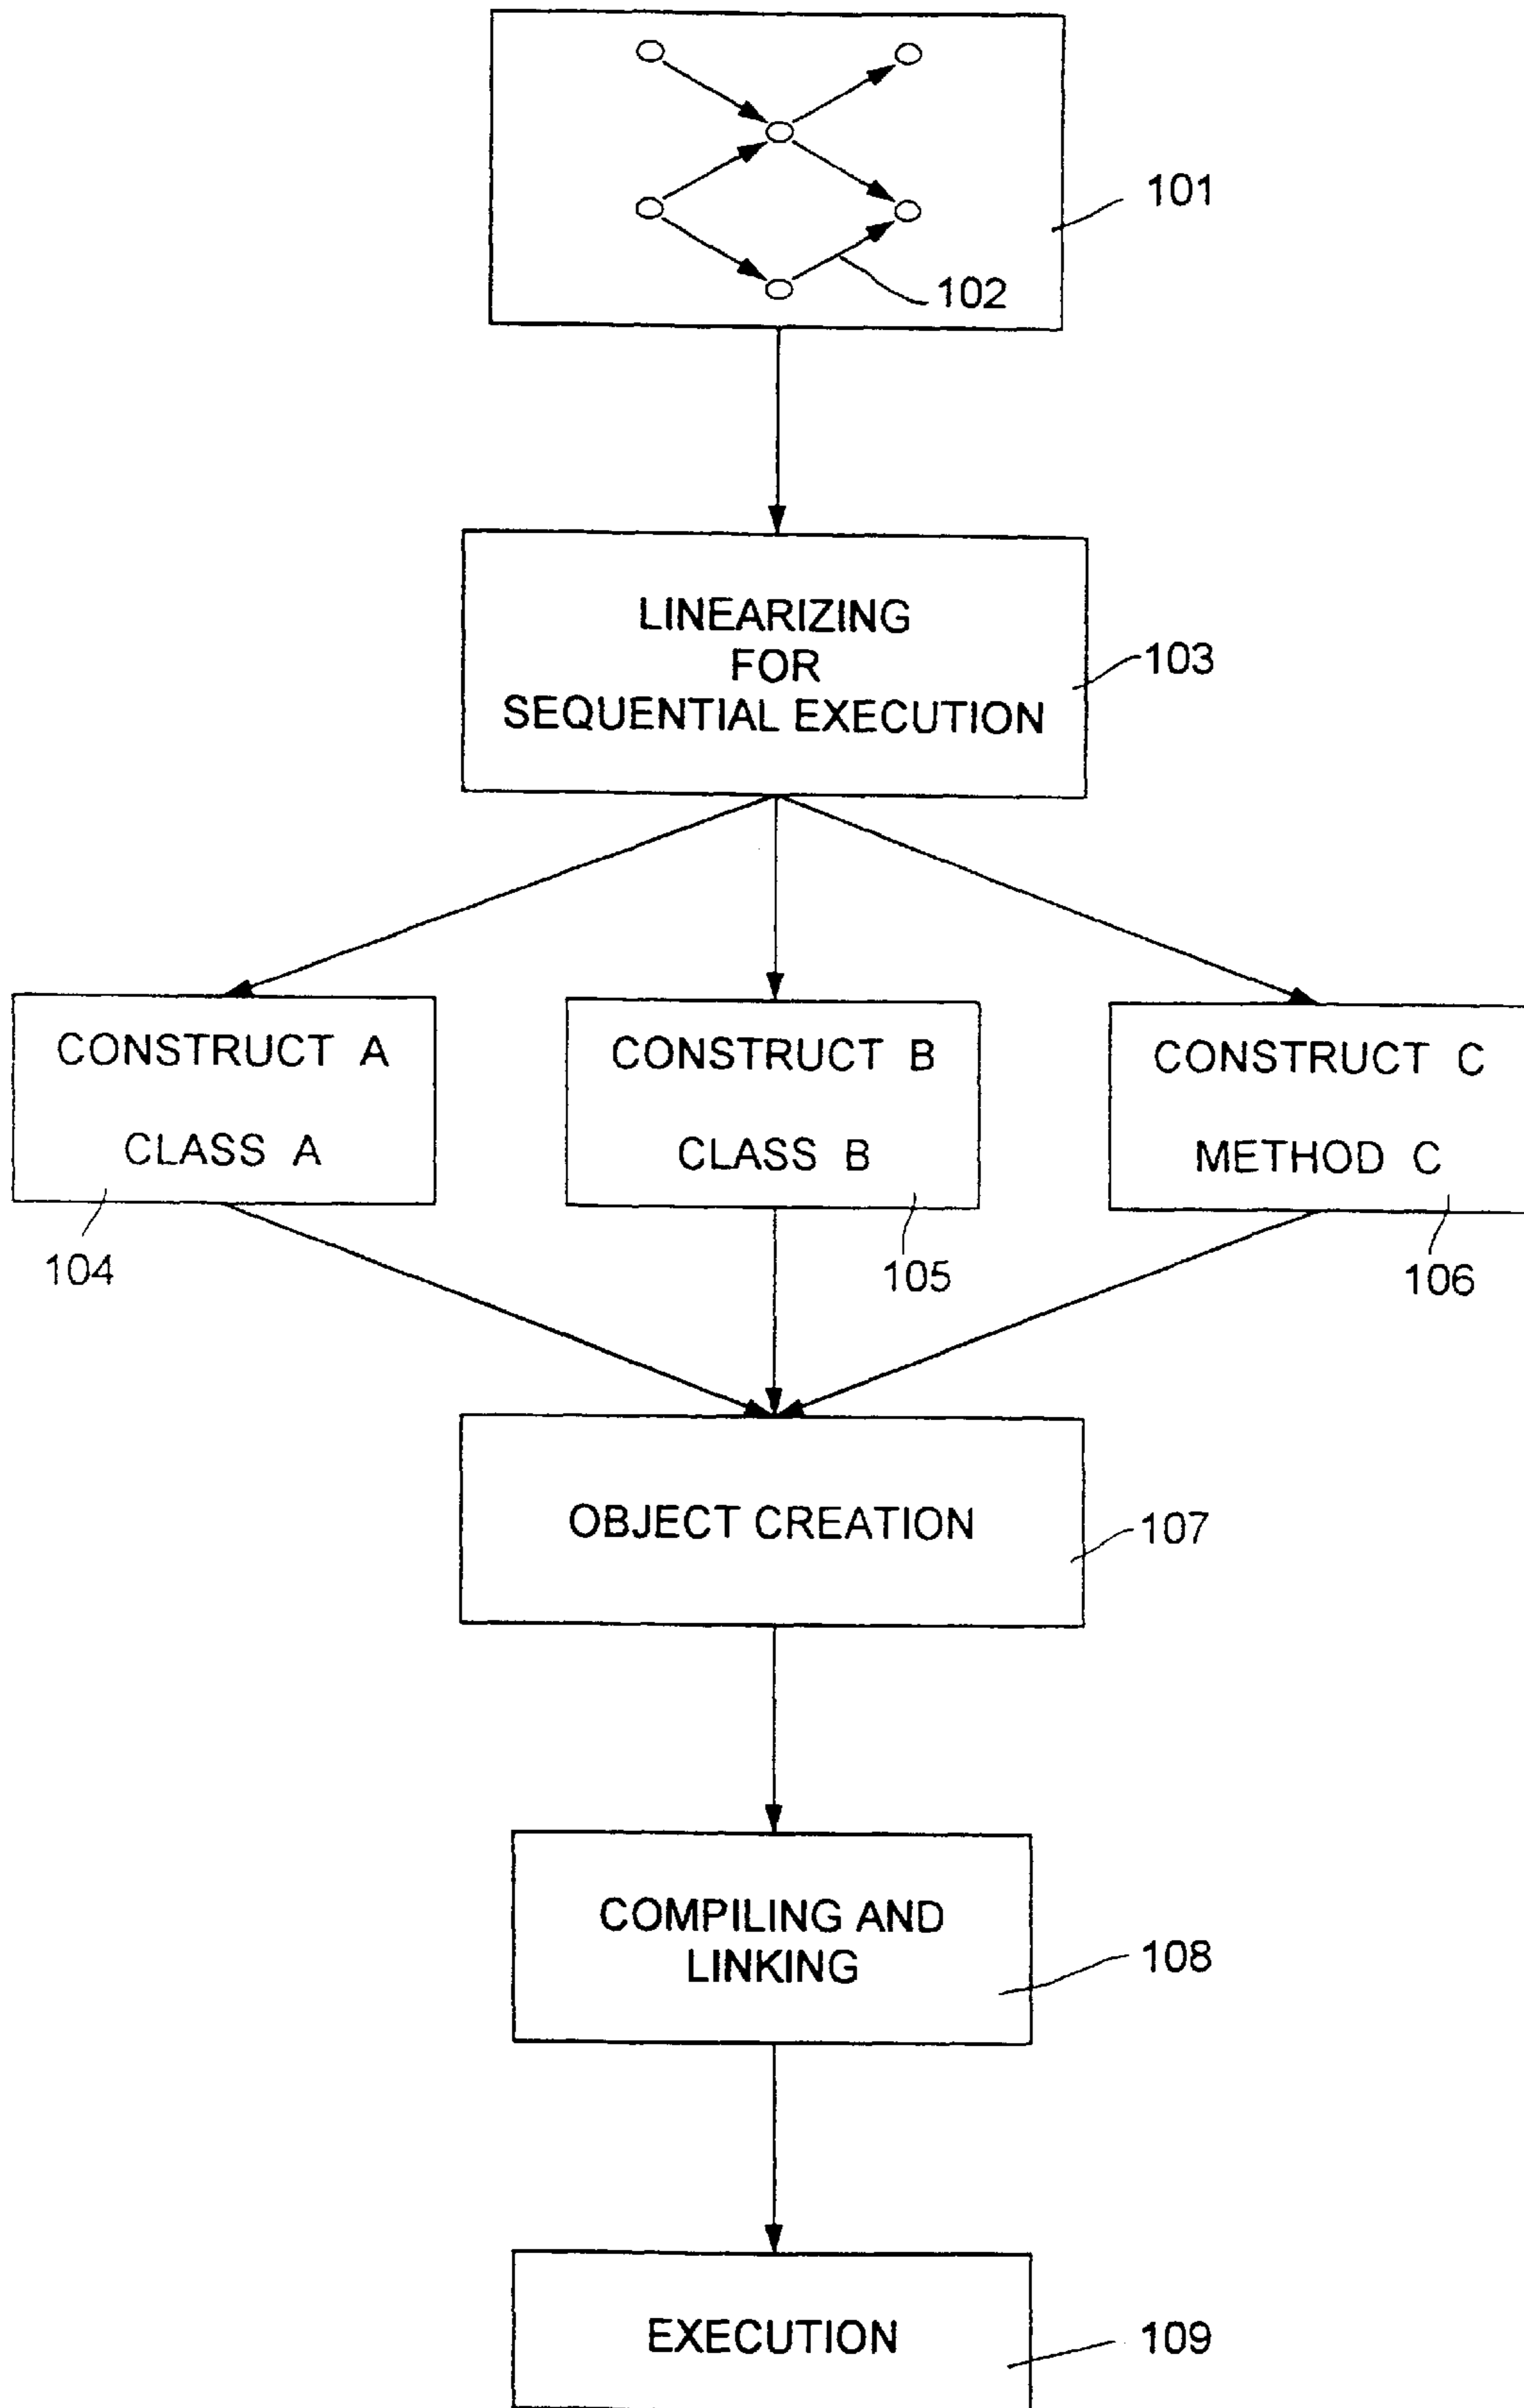 101
102
LINEARIZING
FOR
SEQUENTIAL EXECUTION
103
CONSTRUCT A
CLASS A
104
CONSTRUCT B
CLASS B
105
CONSTRUCT C
METHOD C
106
OBJECT CREATION
107
COMPILING AND
LINKING
108
EXECUTION
109